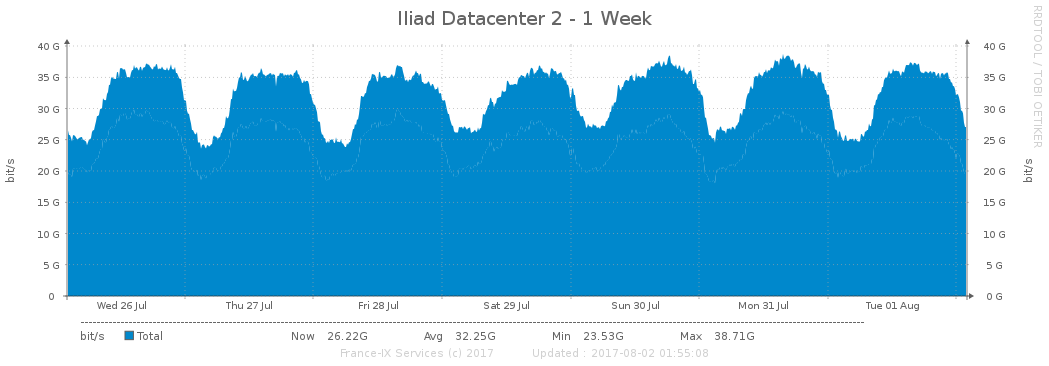 Iliad Datacenter 2 - 1 Week
RRDTOOL / TOBI OETIKER
bit/s
40 G 40 G
35 G 35 G
30 G 30 G
25 G 25 G
20 G 20 G
15 G 15 G
10 G 10 G
5 G 5 G
0 0 G
bit/s
Wed 26 Jul Thu 27 Jul Fri 28 Jul Sat 29 Jul Sun 30 Jul Mon 31 Jul Tue 01 Aug
bit/s Total Now 26.22G Avg 32.25G Min 23.53G Max 38.71G
France-IX Services (c) 2017 Updated : 2017-08-02 01:55:08